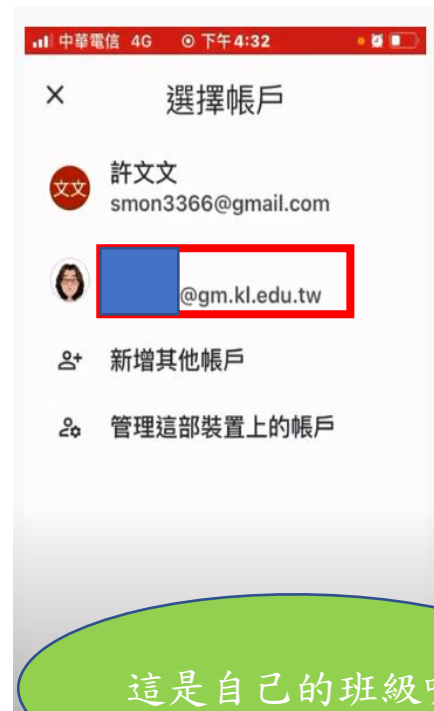 中華電信 4G 下午4:32
選擇帳戶
文文
許文文
smon3366@gmail.com
@gm.kl.edu.tw
新增其他帳戶
管理這部裝置上的帳戶
這是自己的班級